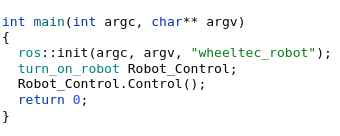 int main(int argc, char** argv)
{
  ros::init(argc, argv, "wheeltec_robot");
  turn_on_robot Robot_Control;
  Robot_Control.Control();
  return 0;
}